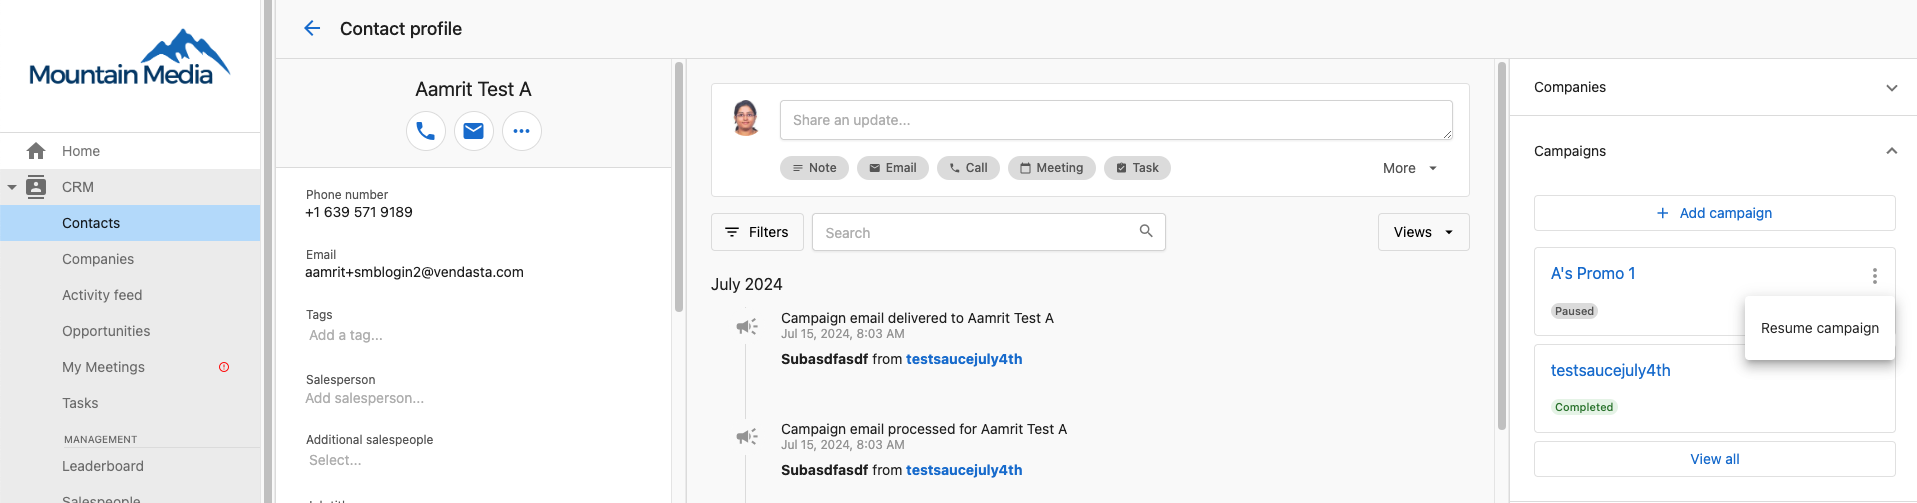 Mountain Media
Home
CRM
Contacts
Companies
Activity feed
Opportunities
My Meetings
Tasks
MANAGEMENT
Leaderboard
Salespeople
Contact profile
Aamrit Test A
Phone number
+1 639 571 9189
Email
aamrit+smblogin2@vendasta.com
Tags
Add a tag...
Salesperson
Add salesperson...
Additional salespeople
Select...
Job title
Share an update...
Note Email Call Meeting Task More
Filters Search Views
July 2024
Campaign email delivered to Aamrit Test A
Jul 15, 2024, 8:03 AM
Subasdfasdf from testsaucejuly4th
Campaign email processed for Aamrit Test A
Jul 15, 2024, 8:03 AM
Subasdfasdf from testsaucejuly4th
Companies
Campaigns
+ Add campaign
A's Promo 1
Paused
Resume campaign
testsaucejuly4th
Completed
View all